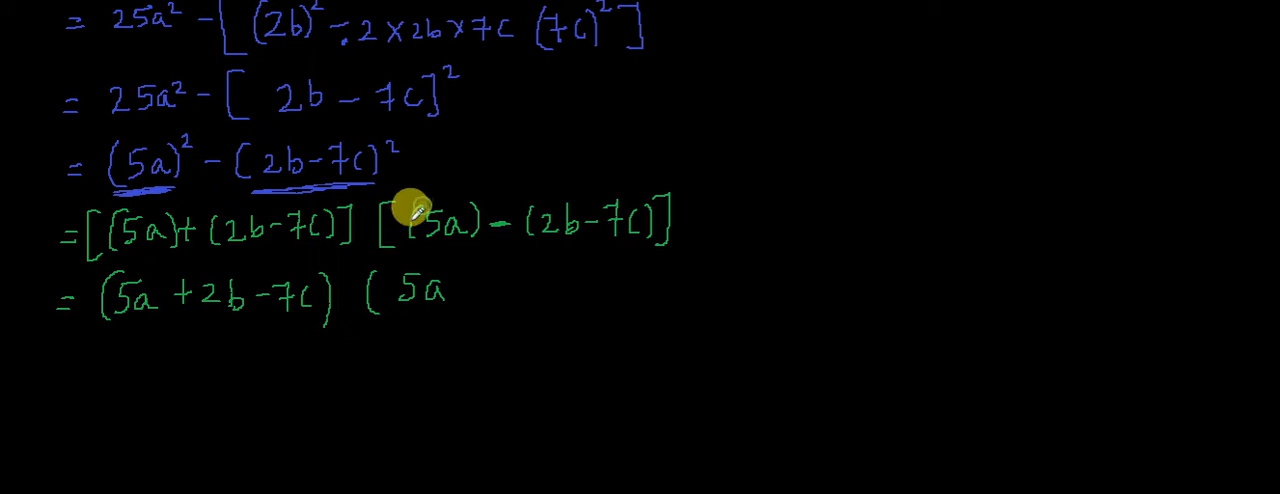 = 25a² - [(2b)² - 2 × 2b × 7c (7c)²]
= 25a² - [2b - 7c]²
= (5a)² - (2b - 7c)²
= [(5a) + (2b - 7c)] [(5a) - (2b - 7c)]
= (5a + 2b - 7c) (5a